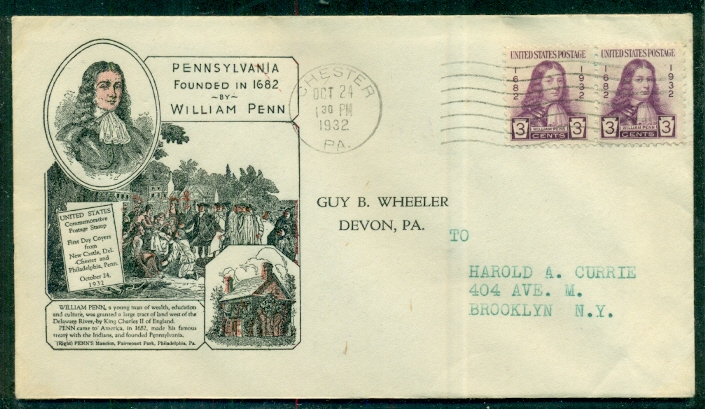 PENNSYLVANIA
FOUNDED IN 1682
~BY~
WILLIAM PENN
UNITED STATES
Commemorative
Postage Stamp
First Day Covers
from
New Castle, Del.
-Chester and
Philadelphia, Penn.
October 24,
1932
WILLIAM PENN, a young man of wealth, education
and culture, was granted a large tract of land west of the
Delaware River, by King Charles II of England.
PENN came to America, in 1682, made his famous
treaty with the Indians, and founded Pennsylvania.
(Right) PENN'S Mansion, Fairmount Park, Philadelphia, Pa.
CHESTER
OCT 24
1 30 PM
1932
PA.
UNITED STATES POSTAGE
1682
1932
WILLIAM PENN
3 CENTS 3
UNITED STATES POSTAGE
1682
1932
WILLIAM PENN
3 CENTS 3
GUY B. WHEELER
DEVON, PA.
TO
HAROLD A. CURRIE
404 AVE. M.
BROOKLYN N.Y.